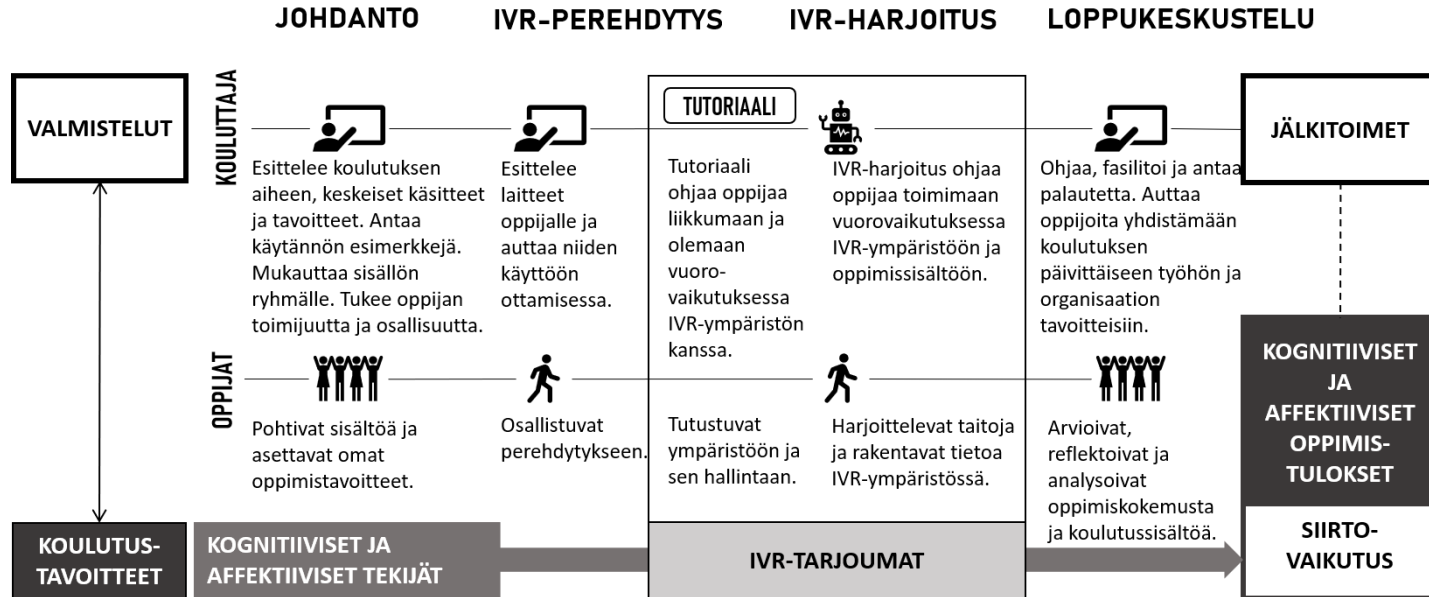 JOHDANTO
IVR-PEREHDYTYS
IVR-HARJOITUS
LOPPUKESKUSTELU
VALMISTELUT
KOULUTTAJA
Esittelee koulutuksen
aiheen, keskeiset käsitteet
ja tavoitteet. Antaa
käytännön esimerkkejä.
Mukauttaa sisällön
ryhmälle. Tukee oppijan
toimijuutta ja osallisuutta.
Esittelee
laitteet
oppijalle ja
auttaa niiden
käyttöön
ottamisessa.
TUTORIAALI
Tutoriaali
ohjaa oppijaa
liikkumaan ja
olemaan
vuoro-
vaikutuksessa
IVR-ympäristön
kanssa.
IVR-harjoitus ohjaa
oppijaa toimimaan
vuorovaikutuksessa
IVR-ympäristöön ja
oppimissisältöön.
Ohjaa, fasilitoi ja antaa
palautetta. Auttaa
oppijoita yhdistämään
koulutuksen
päivittäiseen työhön ja
organisaation
tavoitteisiin.
JÄLKITOIMET
OPPIJAT
Pohtivat sisältöä ja
asettavat omat
oppimistavoitteet.
Osallistuvat
perehdytykseen.
Tutustuvat
ympäristöön ja
sen hallintaan.
Harjoittelevat taitoja
ja rakentavat tietoa
IVR-ympäristössä.
Arvioivat,
reflektoivat ja
analysoivat
oppimiskokemusta
ja koulutussisältöä.
KOGNITIIVISET
JA
AFFEKTIIVISET
OPPIMIS-
TULOKSET
KOULUTUS-
TAVOITTEET
KOGNITIIVISET JA
AFFEKTIIVISET TEKIJÄT
IVR-TARJOUMAT
SIIRTO-
VAIKUTUS